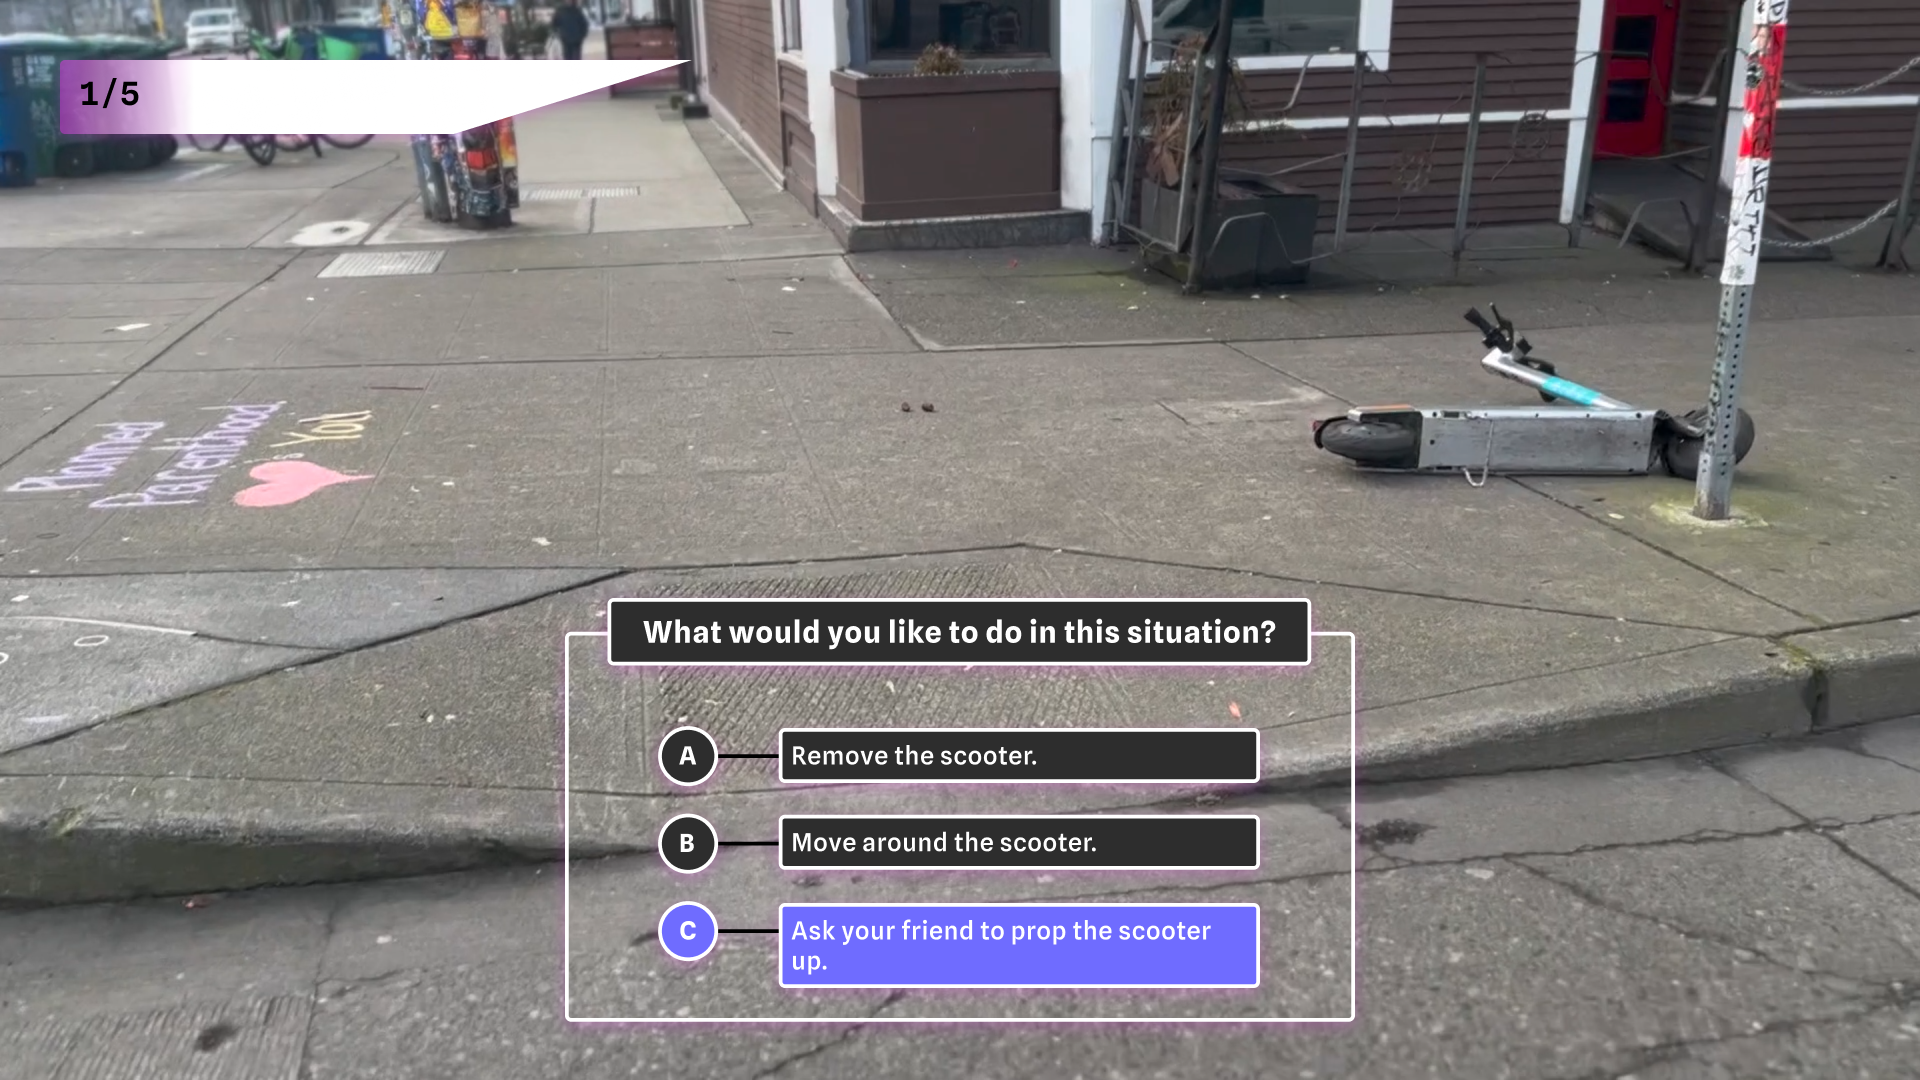 1/5
Planned
Parenthood
♥s You!
What would you like to do in this situation?
A Remove the scooter.
B Move around the scooter.
C Ask your friend to prop the scooter
up.